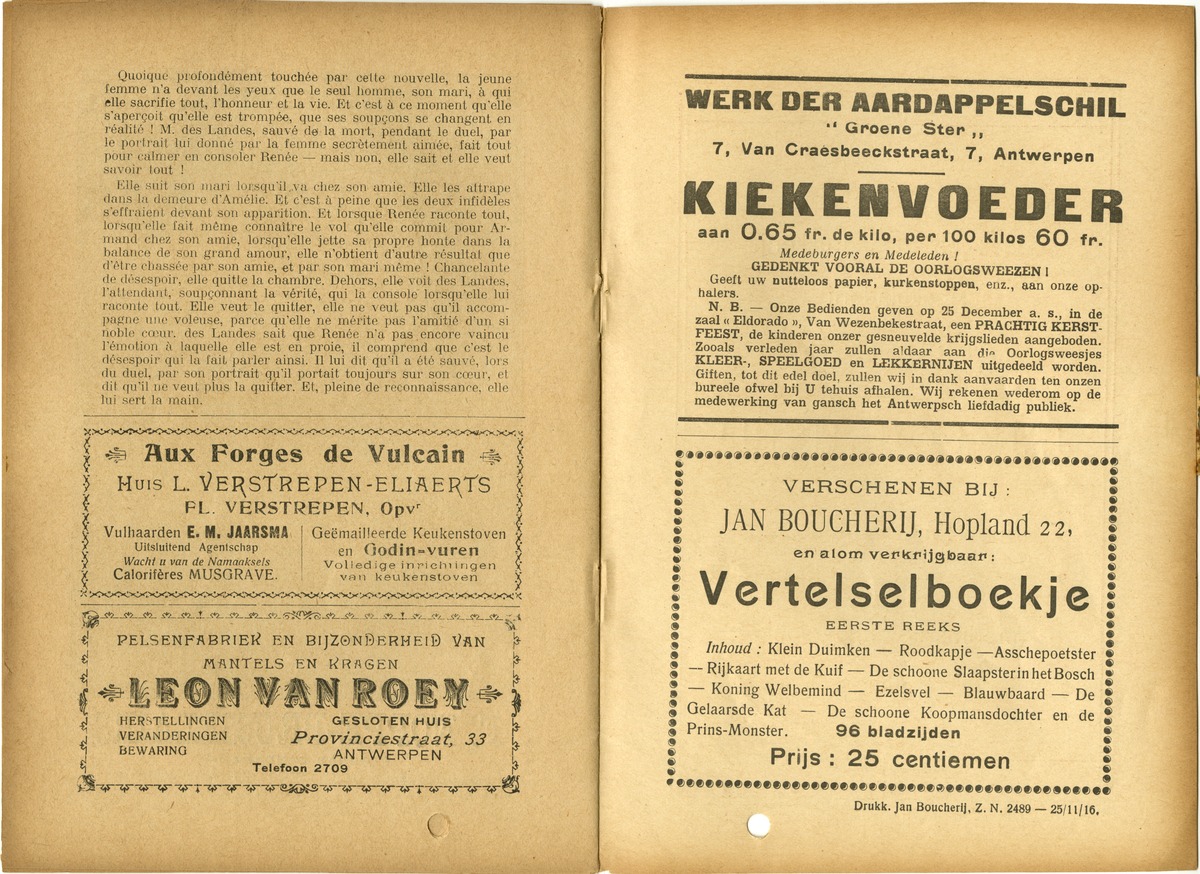 Quoique profondément touchée par cette nouvelle, la jeune
femme n'a devant les yeux que le seul homme, son mari, à qui
elle sacrifie tout, l'honneur et la vie. Et c'est à ce moment qu'elle
s'aperçoit qu'elle est trompée, que ses soupçons se changent en
réalité ! M. des Landes, sauvé de la mort, pendant le duel, par
le portrait lui donné par la femme secrètement aimée, fait tout
pour calmer en consoler Renée — mais non, elle sait et elle veut
savoir tout !
Elle suit son mari lorsqu'il va chez son amie. Elle les attrape
dans la demeure d'Amélie. Et c'est à peine que les deux infidèles
s'effraient devant son apparition. Et lorsque Renée raconte tout,
lorsqu'elle fait même connaître le vol qu'elle commit pour Ar-
mand chez son amie, lorsqu'elle jette sa propre honte dans la
balance de son grand amour, elle n'obtient d'autre résultat que
d'être chassée par son amie, et par son mari même ! Chancelante
de désespoir, elle quitte la chambre. Dehors, elle voit des Landes,
l'attendant, soupçonnant la vérité, qui la console lorsqu'elle lui
raconte tout. Elle veut le quitter, elle ne veut pas qu'il accom-
pagne une voleuse, parce qu'elle ne mérite pas l'amitié d'un si
noble cœur. des Landes sait que Renée n'a pas encore vaincu
l'émotion à laquelle elle est en proie, il comprend que c'est le
désespoir qui la fait parler ainsi. Il lui dit qu'il a été sauvé, lors
du duel, par son portrait qu'il portait toujours sur son cœur, et
dit qu'il ne veut plus la quitter. Et, pleine de reconnaissance, elle
lui sert la main.
Aux Forges de Vulcain
HUIS L. VERSTREPEN-ELIAERTS
FL. VERSTREPEN, Opvr
Vulhaarden E. M. JAARSMA
Uitsluitend Agentschap
Wacht u van de Namaaksels
Calorifères MUSGRAVE.
Geëmailleerde Keukenstoven
en Godin-vuren
Volledige inrichtingen
van keukenstoven
PELSENFABRIEK EN BIJZONDERHEID VAN
MANTELS EN KRAGEN
LEON VAN ROEY
HERSTELLINGEN
VERANDERINGEN
BEWARING
GESLOTEN HUIS
Provinciestraat, 33
ANTWERPEN
Telefoon 2709
WERK DER AARDAPPELSCHIL
" Groene Ster „
7, Van Craesbeeckstraat, 7, Antwerpen
KIEKENVOEDER
aan 0.65 fr. de kilo, per 100 kilos 60 fr.
Medeburgers en Medeleden !
GEDENKT VOORAL DE OORLOGSWEEZEN !
Geeft uw nutteloos papier, kurkenstoppen, enz., aan onze op-
halers.
N. B. — Onze Bedienden geven op 25 December a. s., in de
zaal « Eldorado », Van Wezenbekestraat, een PRACHTIG KERST-
FEEST, de kinderen onzer gesneuvelde krijgslieden aangeboden.
Zooals verleden jaar zullen aldaar aan die Oorlogsweesjes
KLEER-, SPEELGOED en LEKKERNIJEN uitgedeeld worden.
Giften, tot dit edel doel, zullen wij in dank aanvaarden ten onzen
bureele ofwel bij U tehuis afhalen. Wij rekenen wederom op de
medewerking van gansch het Antwerpsch liefdadig publiek.
VERSCHENEN BIJ :
JAN BOUCHERIJ, Hopland 22,
en alom verkrijgbaar :
Vertelselboekje
EERSTE REEKS
Inhoud : Klein Duimken — Roodkapje —Asschepoetster
— Rijkaart met de Kuif — De schoone Slaapster in het Bosch
— Koning Welbemind — Ezelsvel — Blauwbaard — De
Gelaarsde Kat — De schoone Koopmansdochter en de
Prins-Monster. 96 bladzijden
Prijs : 25 centiemen
Drukk. Jan Boucherij, Z. N. 2489 — 25/11/16.